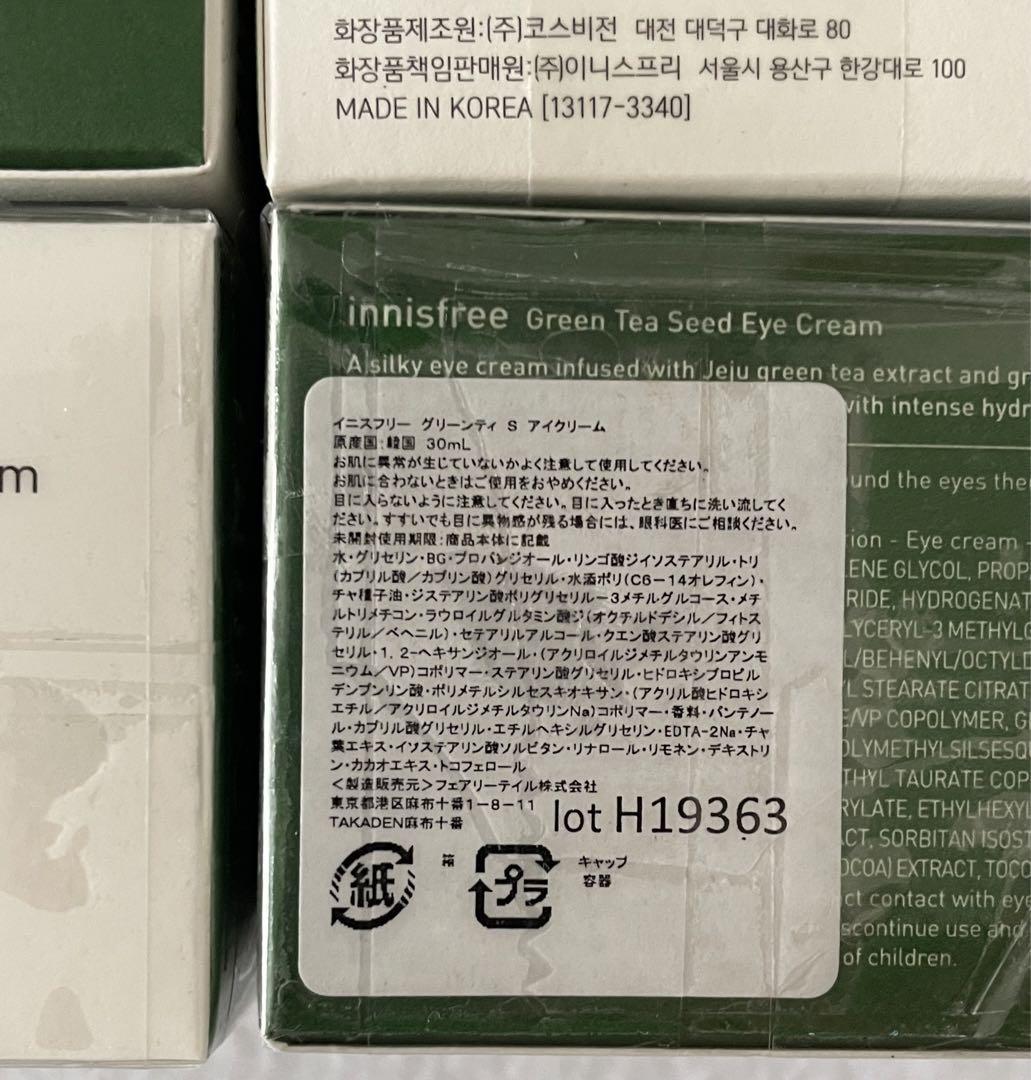 화장품제조원:(주)코스비전 대전 대덕구 대화로 80
화장품책임판매원:(주)이니스프리 서울시 용산구 한강대로 100
MADE IN KOREA [13117-3340]
m
innisfree Green Tea Seed Eye Cream
A silky eye cream infused with Jeju green tea extract and gr
with intense hydr
イニスフリー グリーンティ S アイクリーム
原産国:韓国 30mL
お肌に異常が生じていないかよく注意して使用してください。
お肌に合わないときはご使用をおやめください。
目に入らないように注意してください。目に入ったとき直ちに洗い流してく
ださい。すすいでも目に異物感が残る場合には、眼科医にご相談ください。
未開封使用期限:商品本体に記載
水・グリセリン・BG・プロパンジオール・リンゴ酸ジイソステアリル・トリ
(カプリル酸/カプリン酸)グリセリル・水添ポリ(C6-14オレフィン)・
チャ種子油・ジステアリン酸ポリグリセリル-3メチルグルコース・メチ
ルトリメチコン・ラウロイルグルタミン酸ジ(オクチルドデシル/フィトス
テリル/ベヘニル)・セテアリルアルコール・クエン酸ステアリン酸グリ
セリル・1,2-ヘキサンジオール・(アクリロイルジメチルタウリンアンモ
ニウム/VP)コポリマー・ステアリン酸グリセリル・ヒドロキシプロピル
デンプンリン酸・ポリメチルシルセスキオキサン・(アクリル酸ヒドロキシ
エチル/アクリロイルジメチルタウリンNa)コポリマー・香料・パンテノー
ル・カプリル酸グリセリル・エチルヘキシルグリセリン・EDTA-2Na・チャ
葉エキス・イソステアリン酸ソルビタン・リナロール・リモネン・デキストリ
ン・カカオエキス・トコフェロール
<製造販売元>フェアリーテイル株式会社
東京都港区麻布十番1-8-11
TAKADEN麻布十番
lot H19363
紙
箱
プラ
キャップ
容器
und the eyes the
ion - Eye cream -
LENE GLYCOL, PROP
RIDE, HYDROGENAT
LYCERYL-3 METHYLG
L/BEHENYL/OCTYLD
YL STEARATE CITRAT
E/VP COPOLYMER, G
OLYMETHYLSILSESQ
THYL TAURATE COP
RYLATE, ETHYLHEXY
ACT, SORBITAN ISOST
OCOA) EXTRACT, TOCO
ct contact with eye
scontinue use and
of children.